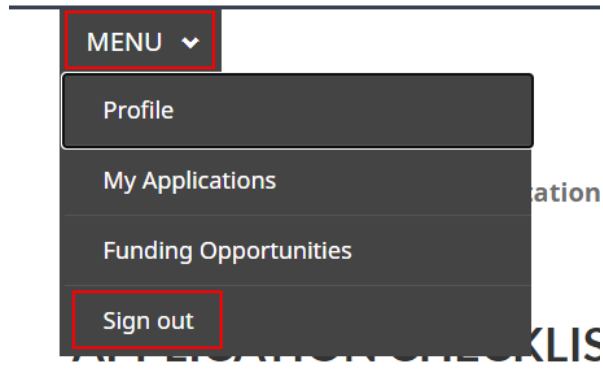 MENU
Profile
My Applications
Funding Opportunities
Sign out